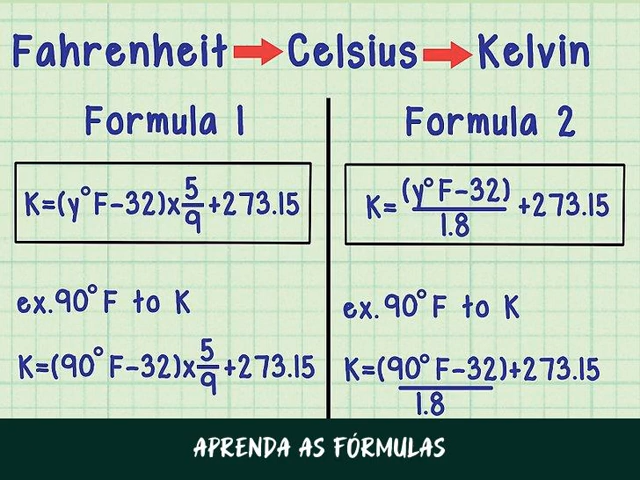 Fahrenheit → Celsius → Kelvin
Formula 1
K=(y°F-32)x5/9+273.15
ex.90°F to K
K=(90°F-32)x5/9+273.15
Formula 2
K=(y°F-32)/1.8+273.15
ex.90°F to K
K=(90°F-32)/1.8+273.15
APRENDA AS FÓRMULAS